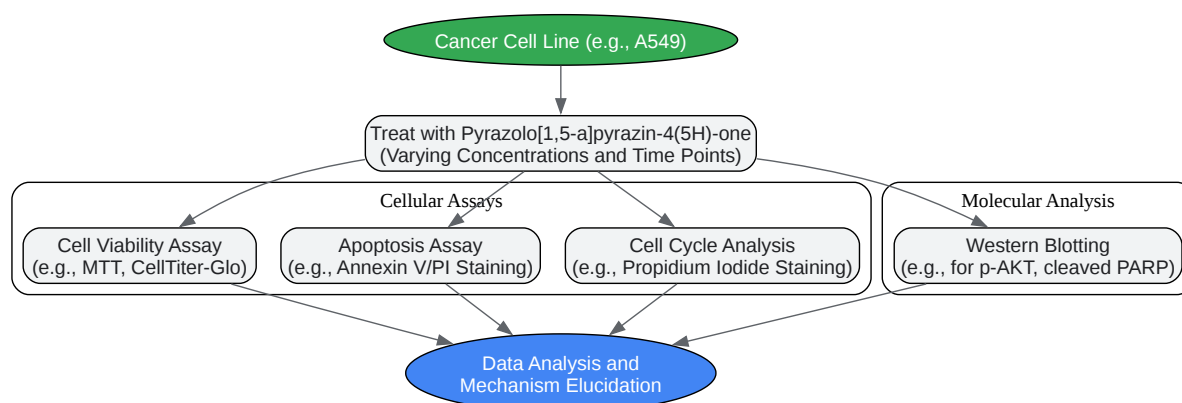 Cancer Cell Line (e.g., A549)
Treat with Pyrazolo[1,5-a]pyrazin-4(5H)-one
(Varying Concentrations and Time Points)
Cellular Assays
Molecular Analysis
Cell Viability Assay
(e.g., MTT, CellTiter-Glo)
Apoptosis Assay
(e.g., Annexin V/PI Staining)
Cell Cycle Analysis
(e.g., Propidium Iodide Staining)
Western Blotting
(e.g., for p-AKT, cleaved PARP)
Data Analysis and
Mechanism Elucidation